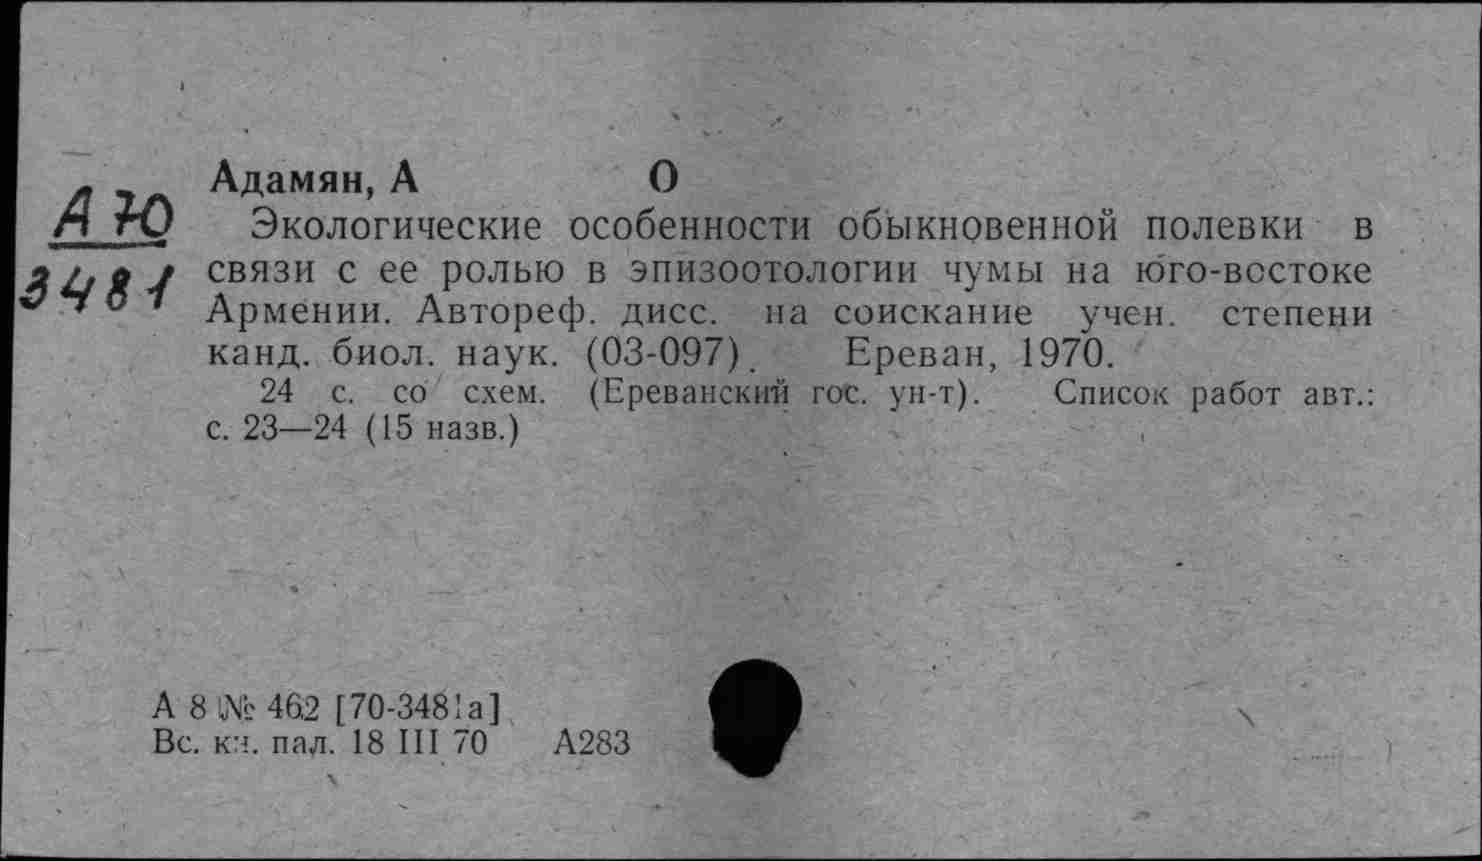 А70
3481
Адамян, А О
Экологические особенности обыкновенной полевки в
связи с ее ролью в эпизоотологии чумы на юго-востоке
Армении. Автореф. дисс. на соискание учен. степени
канд. биол. наук. (03-097). Ереван, 1970.
24 с. со схем. (Ереванский гос. ун-т). Список работ авт.:
с. 23—24 (15 назв.)
А 8 № 462 [70-3481а]
Вс. кн. пал. 18 III 70 А283